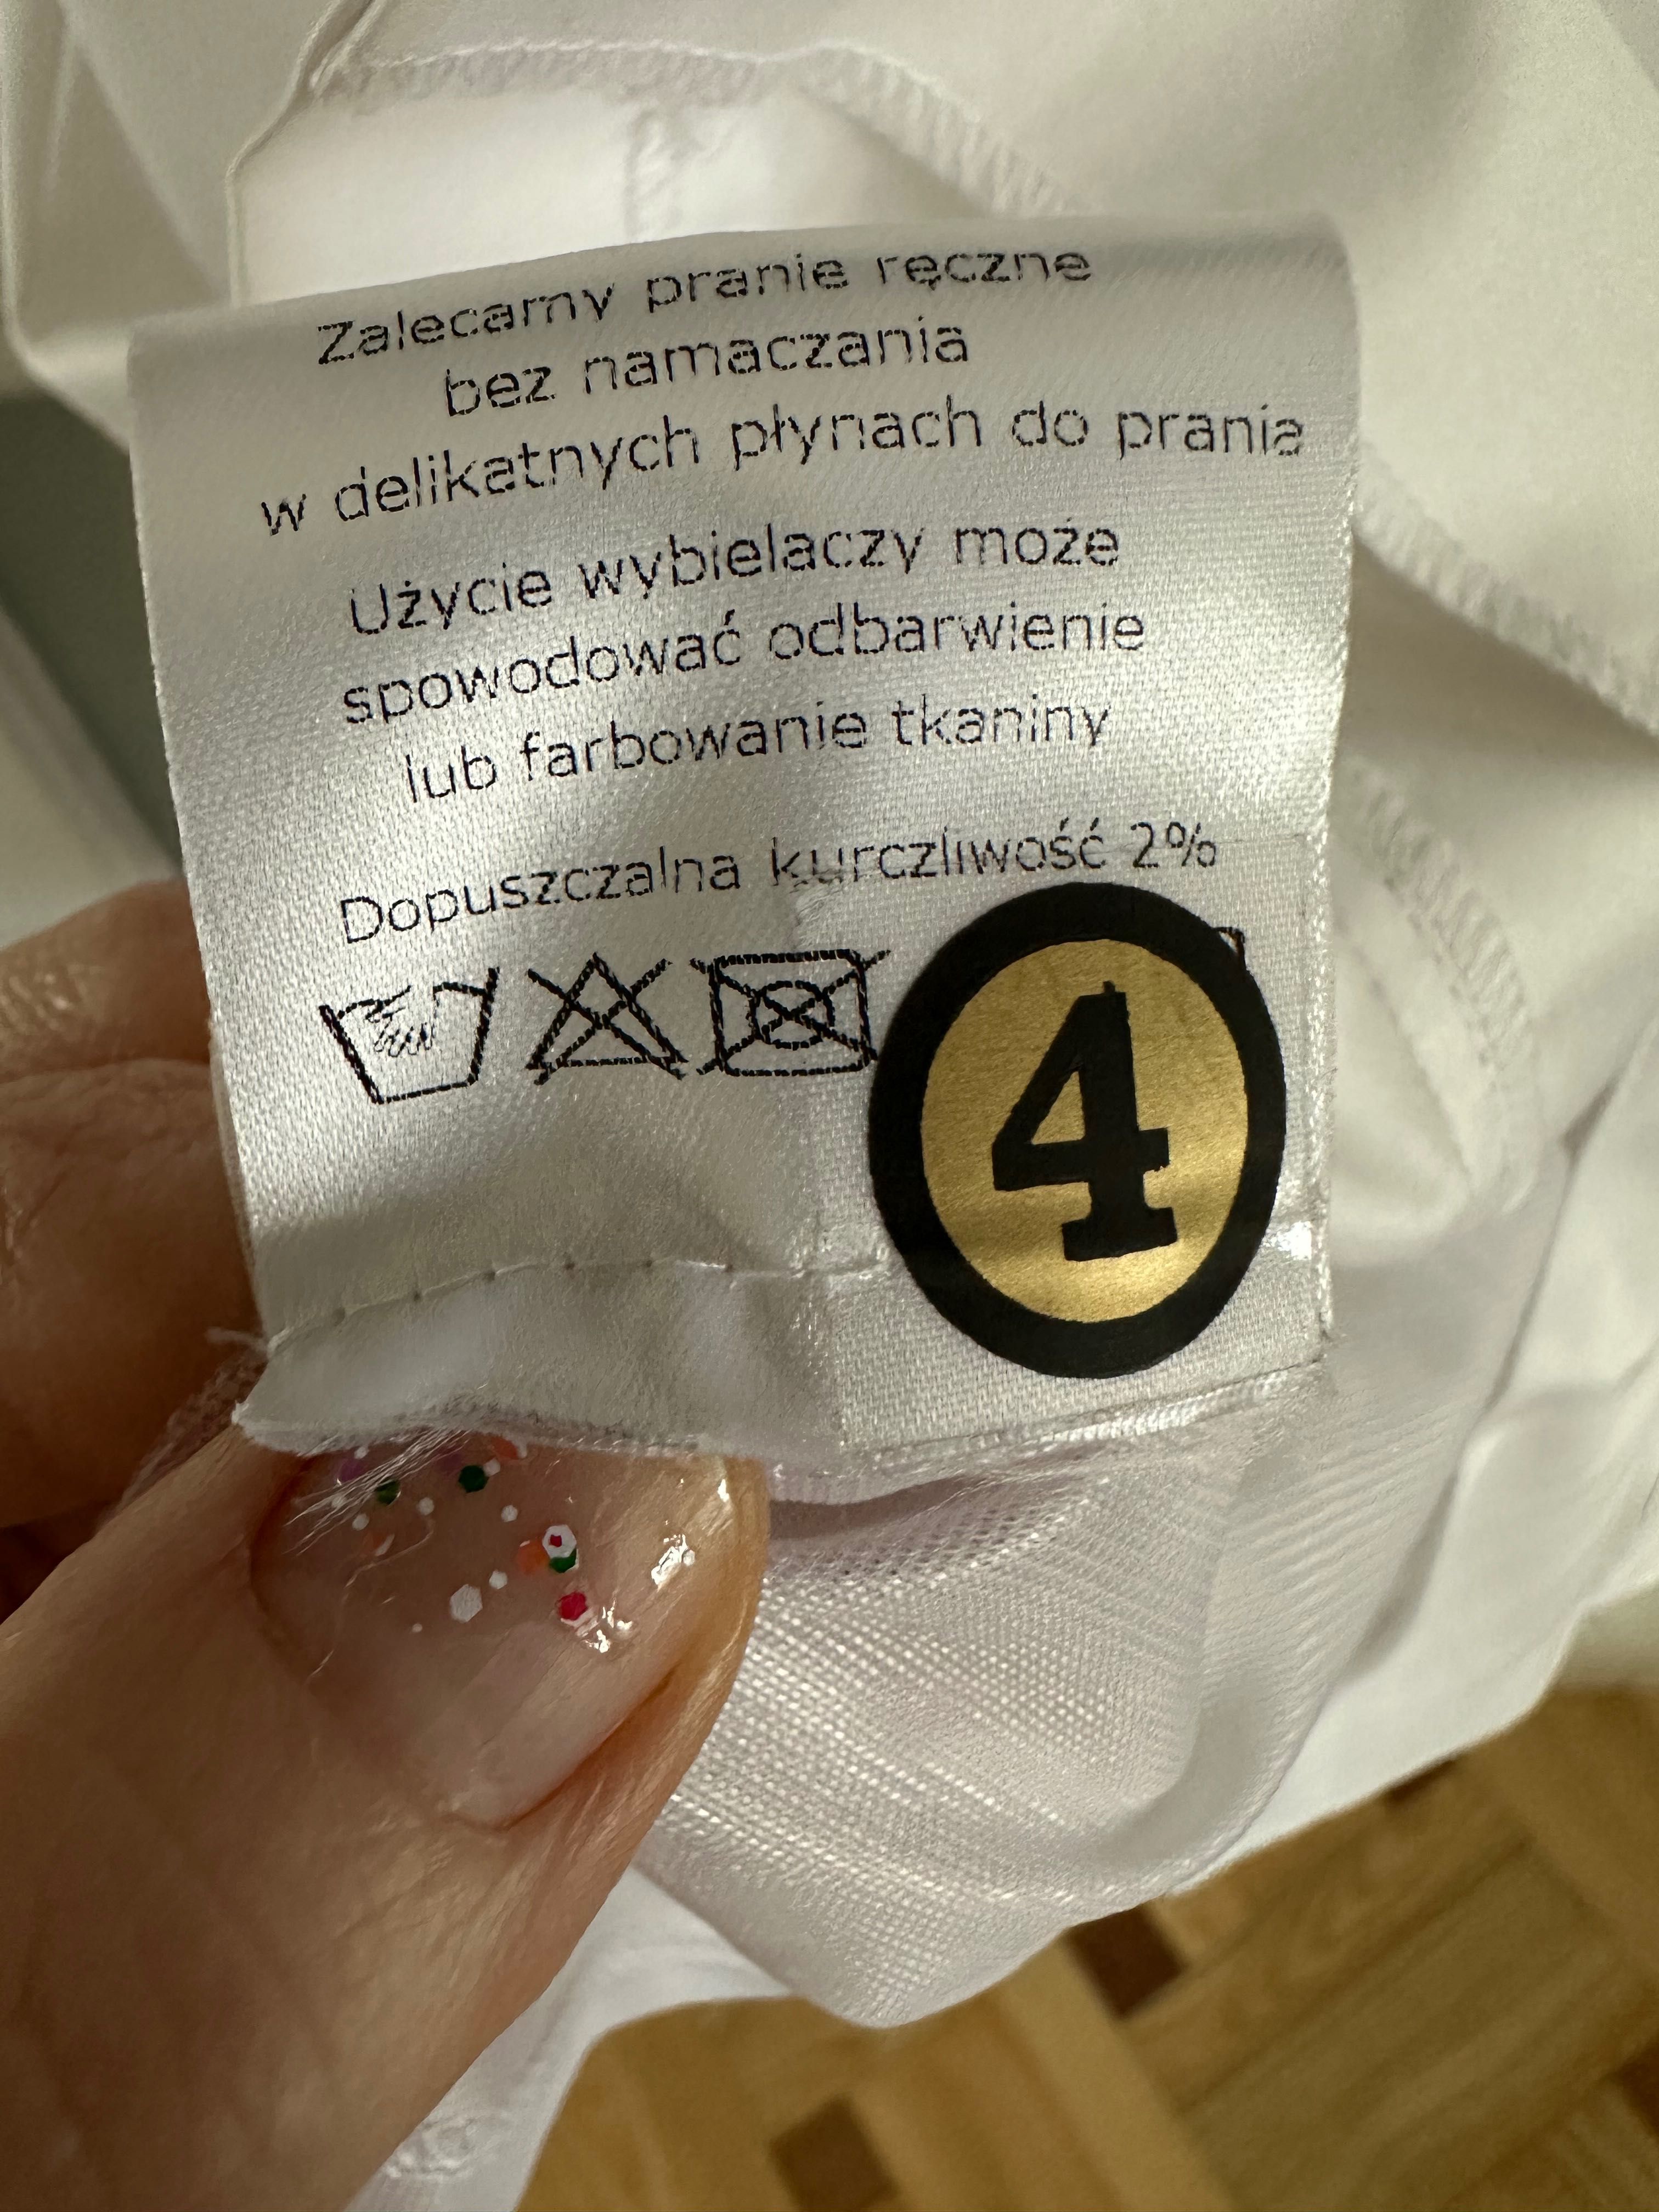 Zalecamy pranie ręczne
bez namaczania
w delikatnych płynach do prania
Użycie wybielaczy może
spowodować odbarwienie
lub farbowanie tkaniny
Dopuszczalna kurczliwość 2%
4